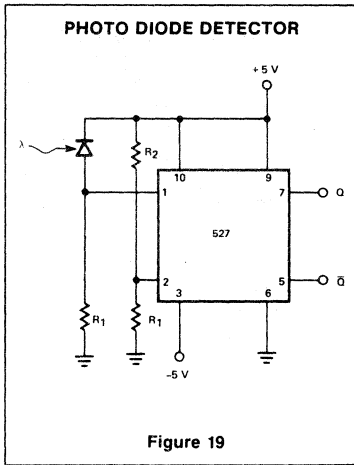 PHOTO DIODE DETECTOR
+5 V
λ
R2
10
9
1
7
Q
527
2
5
Q̅
3
6
R1
R1
-5 V
Figure 19